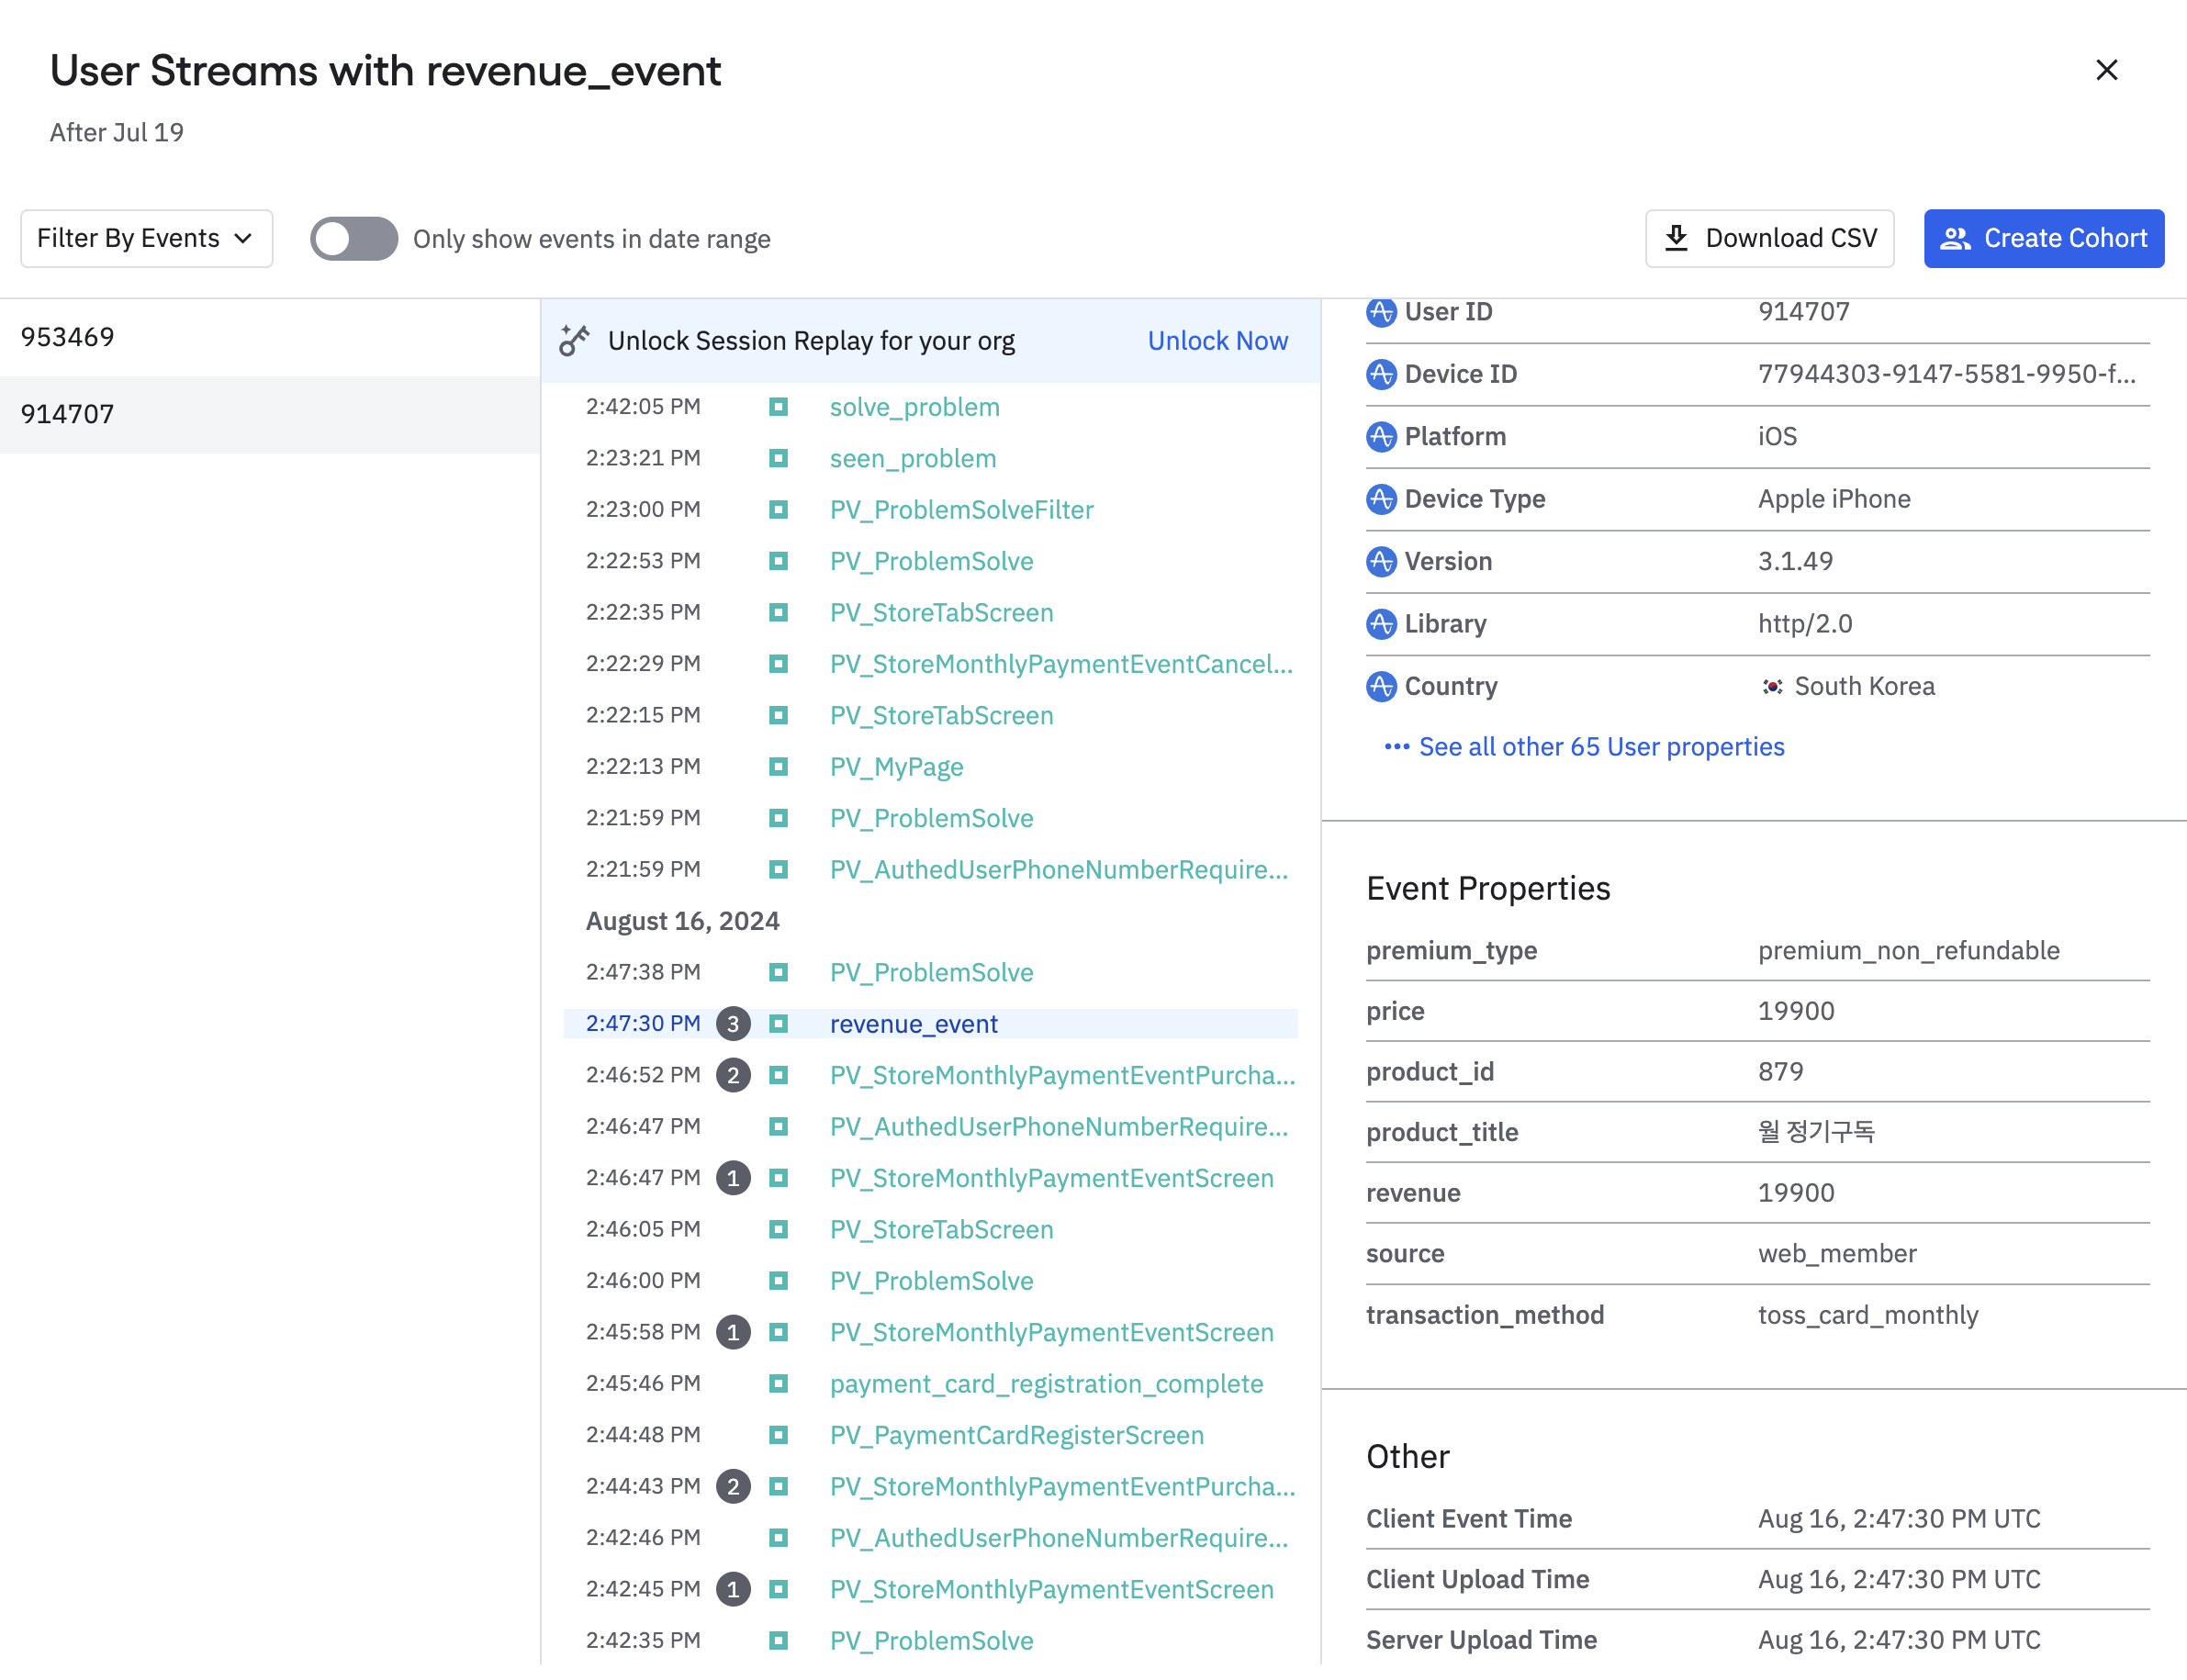 User Streams with revenue_event
After Jul 19
Filter By Events
Only show events in date range
Download CSV
Create Cohort
953469
914707
Unlock Session Replay for your org
Unlock Now
2:42:05 PM solve_problem
2:23:21 PM seen_problem
2:23:00 PM PV_ProblemSolveFilter
2:22:53 PM PV_ProblemSolve
2:22:35 PM PV_StoreTabScreen
2:22:29 PM PV_StoreMonthlyPaymentEventCancel...
2:22:15 PM PV_StoreTabScreen
2:22:13 PM PV_MyPage
2:21:59 PM PV_ProblemSolve
2:21:59 PM PV_AuthedUserPhoneNumberRequire...
August 16, 2024
2:47:38 PM PV_ProblemSolve
2:47:30 PM 3 revenue_event
2:46:52 PM 2 PV_StoreMonthlyPaymentEventPurcha...
2:46:47 PM PV_AuthedUserPhoneNumberRequire...
2:46:47 PM 1 PV_StoreMonthlyPaymentEventScreen
2:46:05 PM PV_StoreTabScreen
2:46:00 PM PV_ProblemSolve
2:45:58 PM 1 PV_StoreMonthlyPaymentEventScreen
2:45:46 PM payment_card_registration_complete
2:44:48 PM PV_PaymentCardRegisterScreen
2:44:43 PM 2 PV_StoreMonthlyPaymentEventPurcha...
2:42:46 PM PV_AuthedUserPhoneNumberRequire...
2:42:45 PM 1 PV_StoreMonthlyPaymentEventScreen
2:42:35 PM PV_ProblemSolve
User ID 914707
Device ID 77944303-9147-5581-9950-f...
Platform iOS
Device Type Apple iPhone
Version 3.1.49
Library http/2.0
Country South Korea
See all other 65 User properties
Event Properties
premium_type premium_non_refundable
price 19900
product_id 879
product_title 월 정기구독
revenue 19900
source web_member
transaction_method toss_card_monthly
Other
Client Event Time Aug 16, 2:47:30 PM UTC
Client Upload Time Aug 16, 2:47:30 PM UTC
Server Upload Time Aug 16, 2:47:30 PM UTC